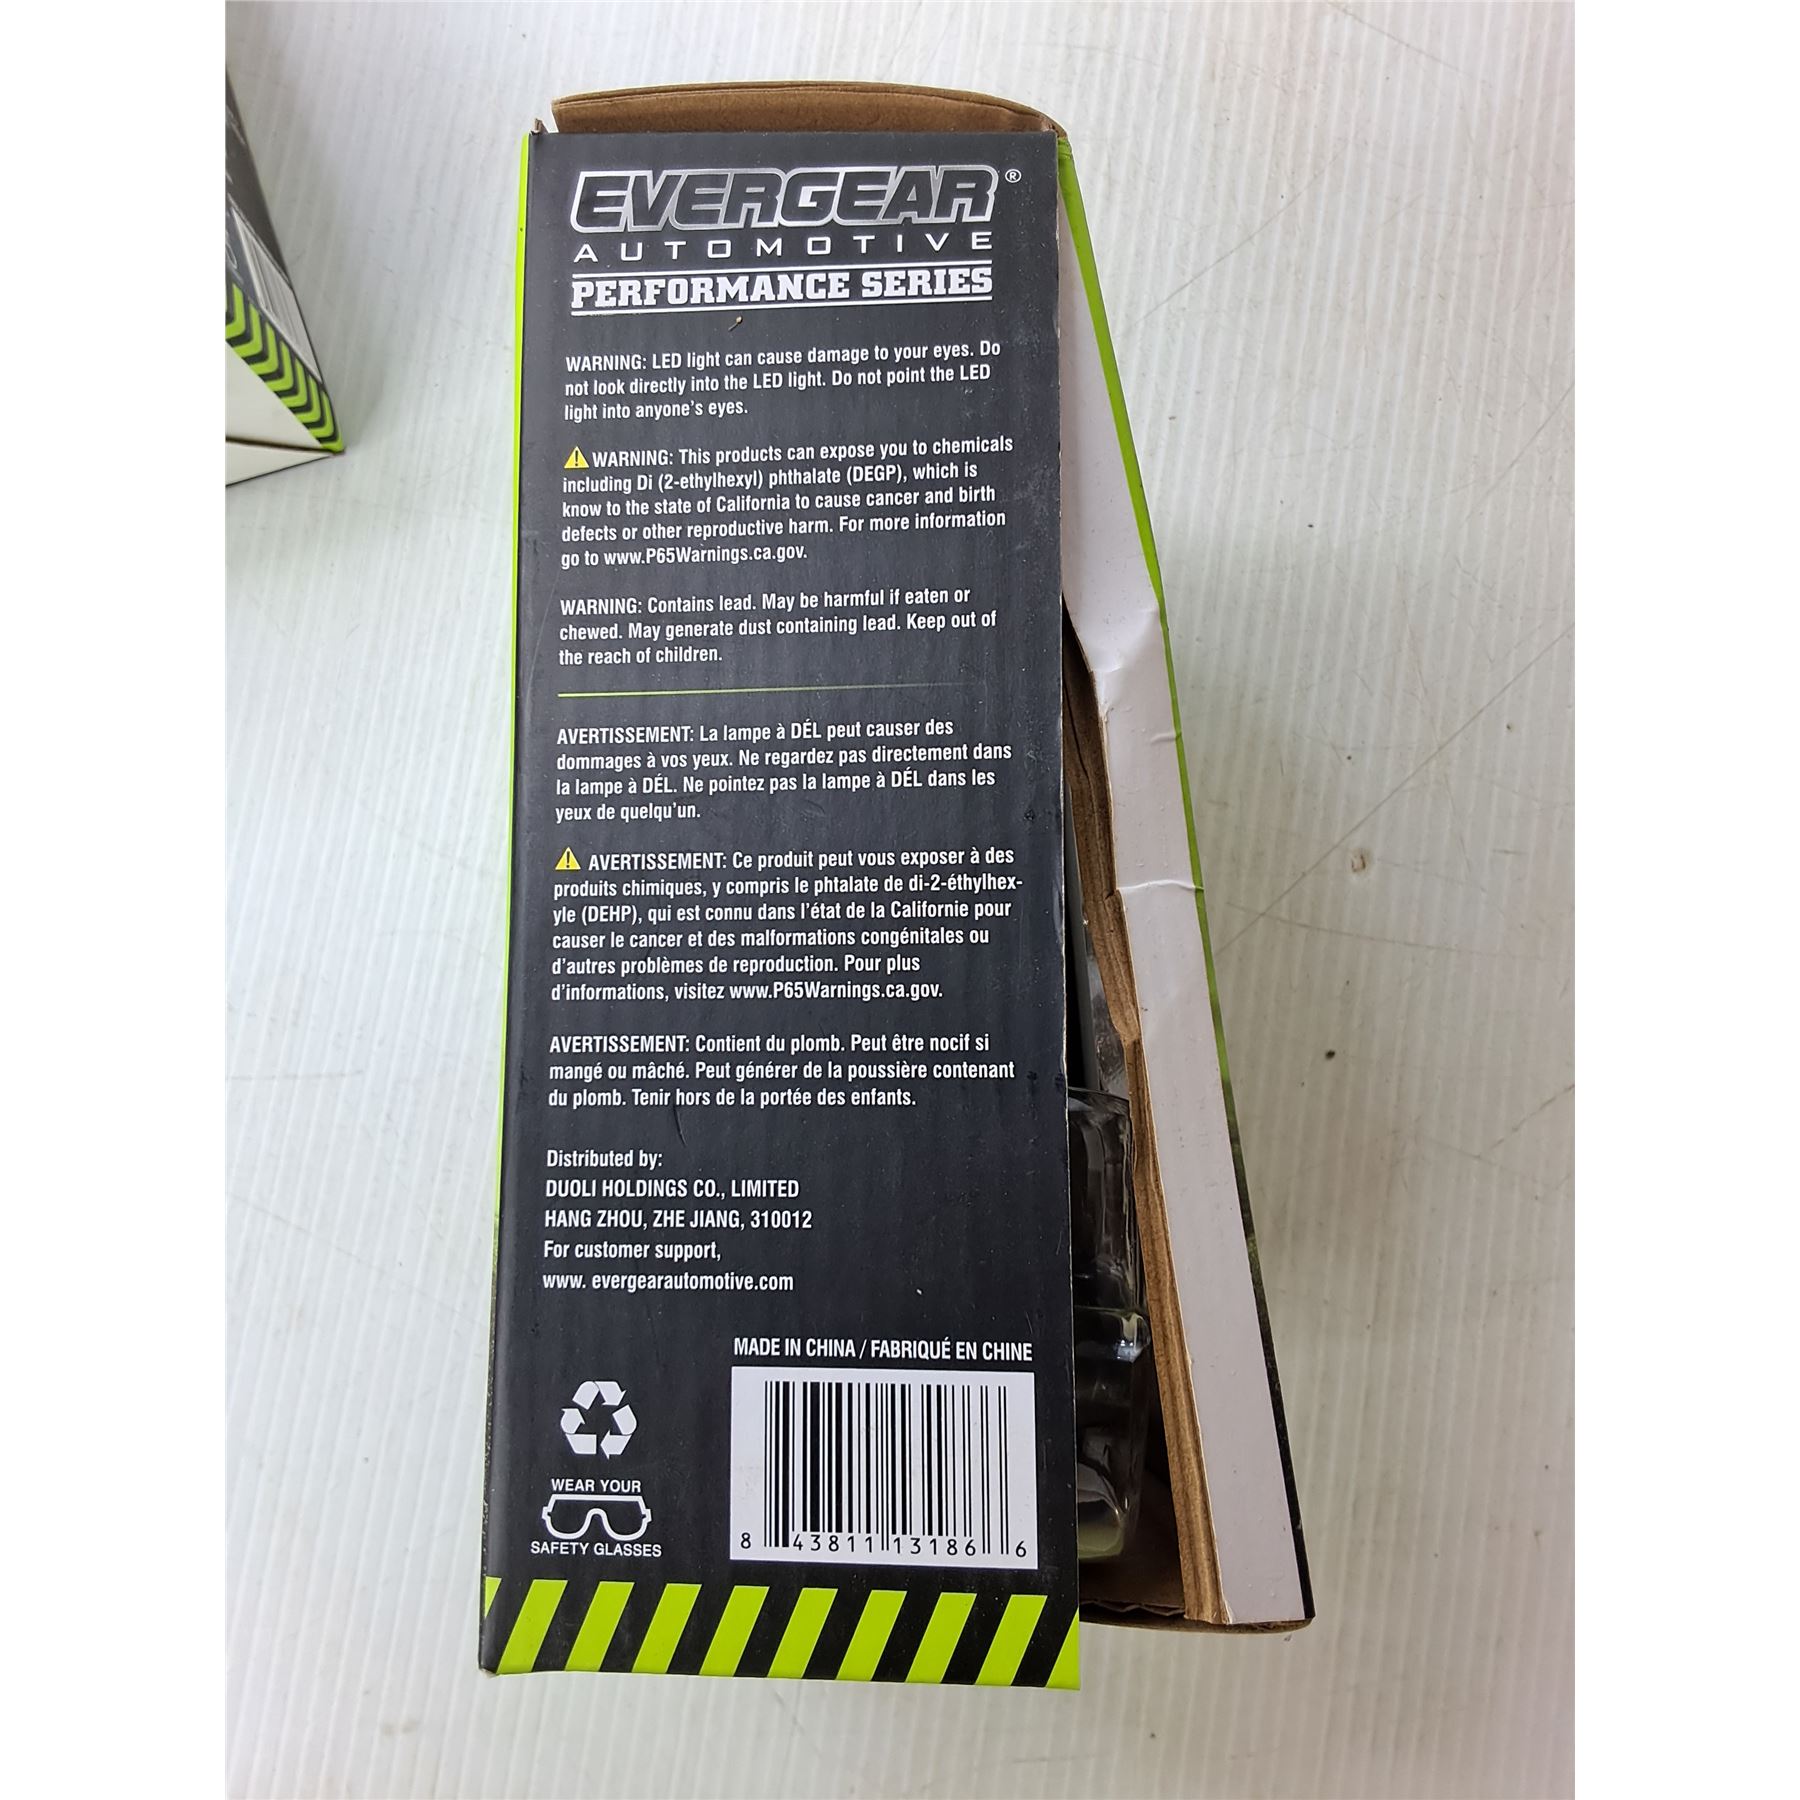 EVERGEAR®
AUTOMOTIVE
PERFORMANCE SERIES
WARNING: LED light can cause damage to your eyes. Do
not look directly into the LED light. Do not point the LED
light into anyone's eyes.
WARNING: This products can expose you to chemicals
including Di (2-ethylhexyl) phthalate (DEGP), which is
know to the state of California to cause cancer and birth
defects or other reproductive harm. For more information
go to www.P65Warnings.ca.gov.
WARNING: Contains lead. May be harmful if eaten or
chewed. May generate dust containing lead. Keep out of
the reach of children.
AVERTISSEMENT: La lampe à DÉL peut causer des
dommages à vos yeux. Ne regardez pas directement dans
la lampe à DÉL. Ne pointez pas la lampe à DÉL dans les
yeux de quelqu'un.
AVERTISSEMENT: Ce produit peut vous exposer à des
produits chimiques, y compris le phtalate de di-2-éthylhex-
yle (DEHP), qui est connu dans l'état de la Californie pour
causer le cancer et des malformations congénitales ou
d'autres problèmes de reproduction. Pour plus
d'informations, visitez www.P65Warnings.ca.gov.
AVERTISSEMENT: Contient du plomb. Peut être nocif si
mangé ou mâché. Peut générer de la poussière contenant
du plomb. Tenir hors de la portée des enfants.
Distributed by:
DUOLI HOLDINGS CO., LIMITED
HANG ZHOU, ZHE JIANG, 310012
For customer support,
www. evergearautomotive.com
MADE IN CHINA / FABRIQUÉ EN CHINE
8 43811 13186 6
WEAR YOUR
SAFETY GLASSES